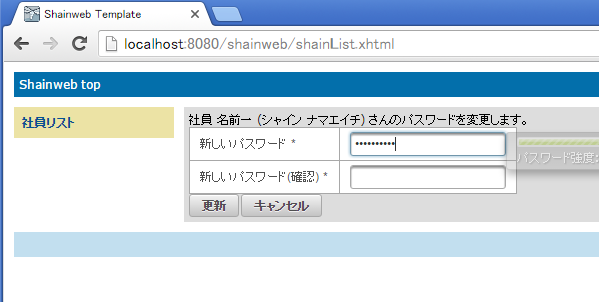 Shainweb Template
localhost:8080/shainweb/shainList.xhtml
Shainweb top
社員リスト
社員 名前一 (シャイン ナマエイチ) さんのパスワードを変更します。
新しいパスワード *
パスワード強度:
新しいパスワード(確認) *
更新 キャンセル